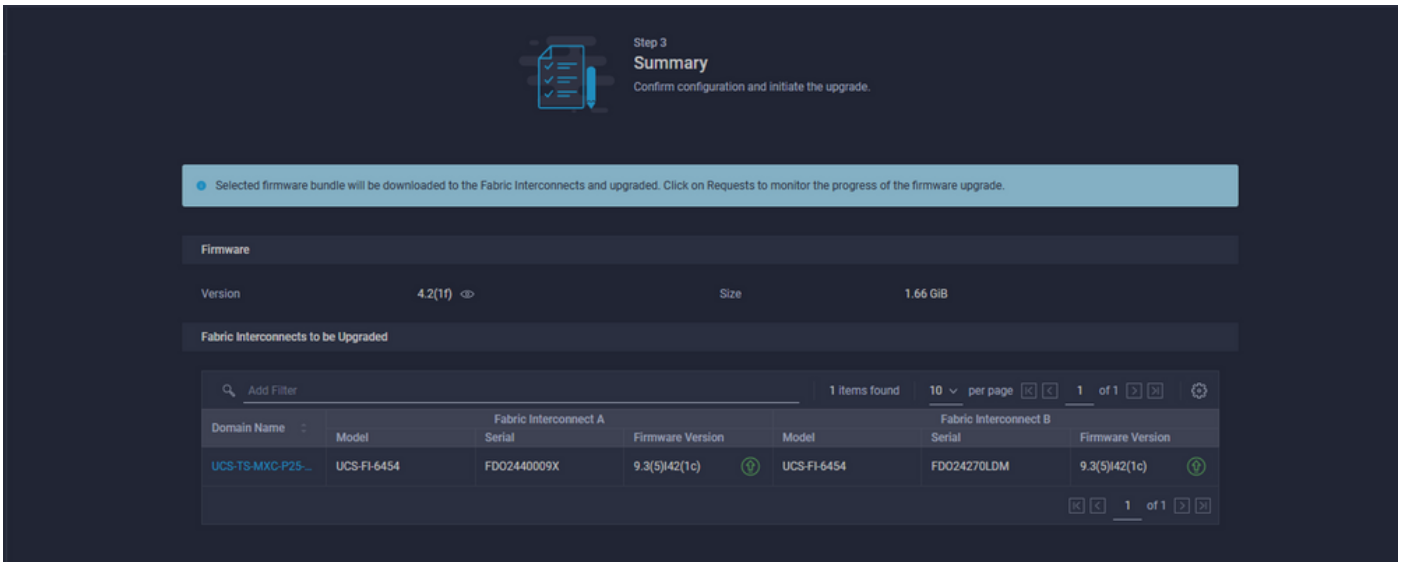 Step 3
Summary
Confirm configuration and initiate the upgrade.
Selected firmware bundle will be downloaded to the Fabric Interconnects and upgraded. Click on Requests to monitor the progress of the firmware upgrade.
Firmware
Version 4.2(1f) Size 1.66 GiB
Fabric Interconnects to be Upgraded
Add Filter 1 items found 10 per page 1 of 1
Domain Name Fabric Interconnect A Fabric Interconnect B
Model Serial Firmware Version Model Serial Firmware Version
UCS-TS-MXC-P25-... UCS-FI-6454 FDO2440009X 9.3(5)I42(1c) UCS-FI-6454 FDO24270LDM 9.3(5)I42(1c)
1 of 1